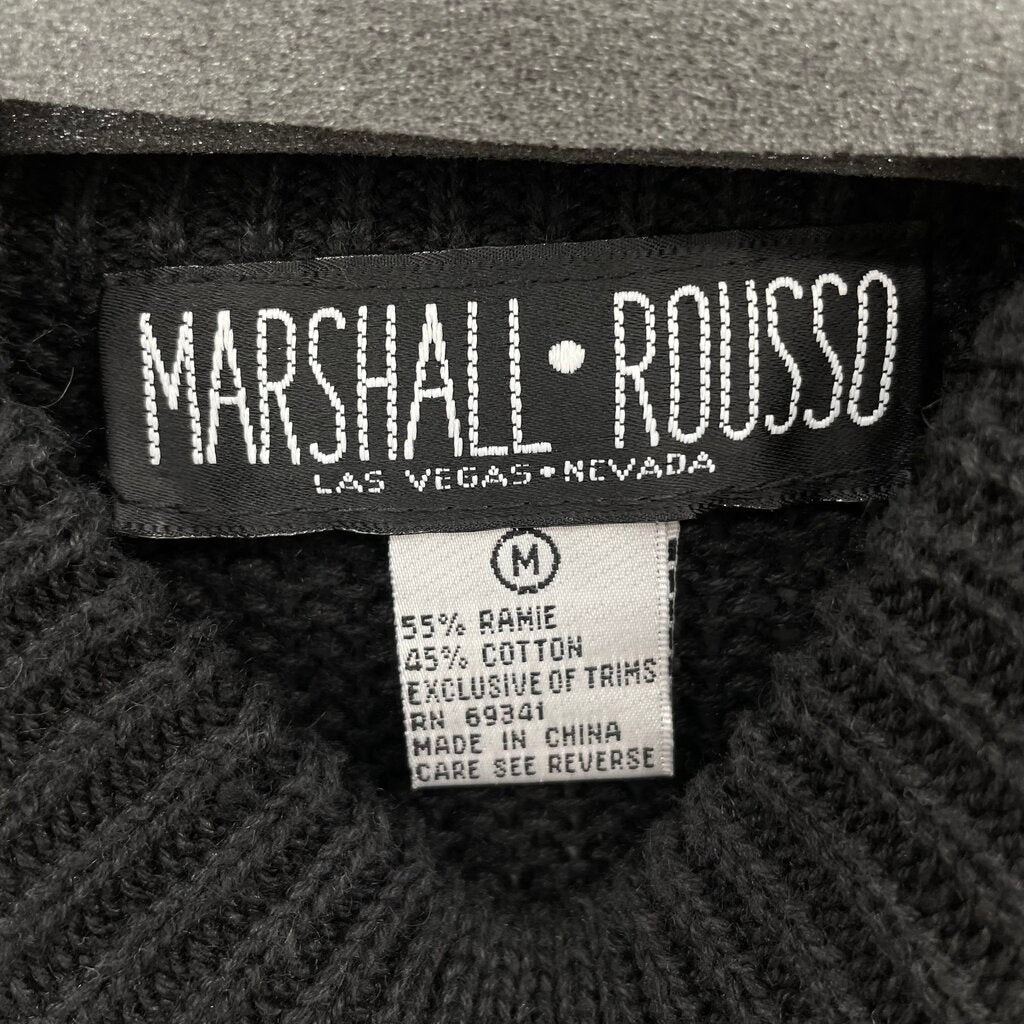 MARSHALL • ROUSSO
LAS VEGAS • NEVADA
M
55% RAMIE
45% COTTON
EXCLUSIVE OF TRIMS
RN 69341
MADE IN CHINA
CARE SEE REVERSE